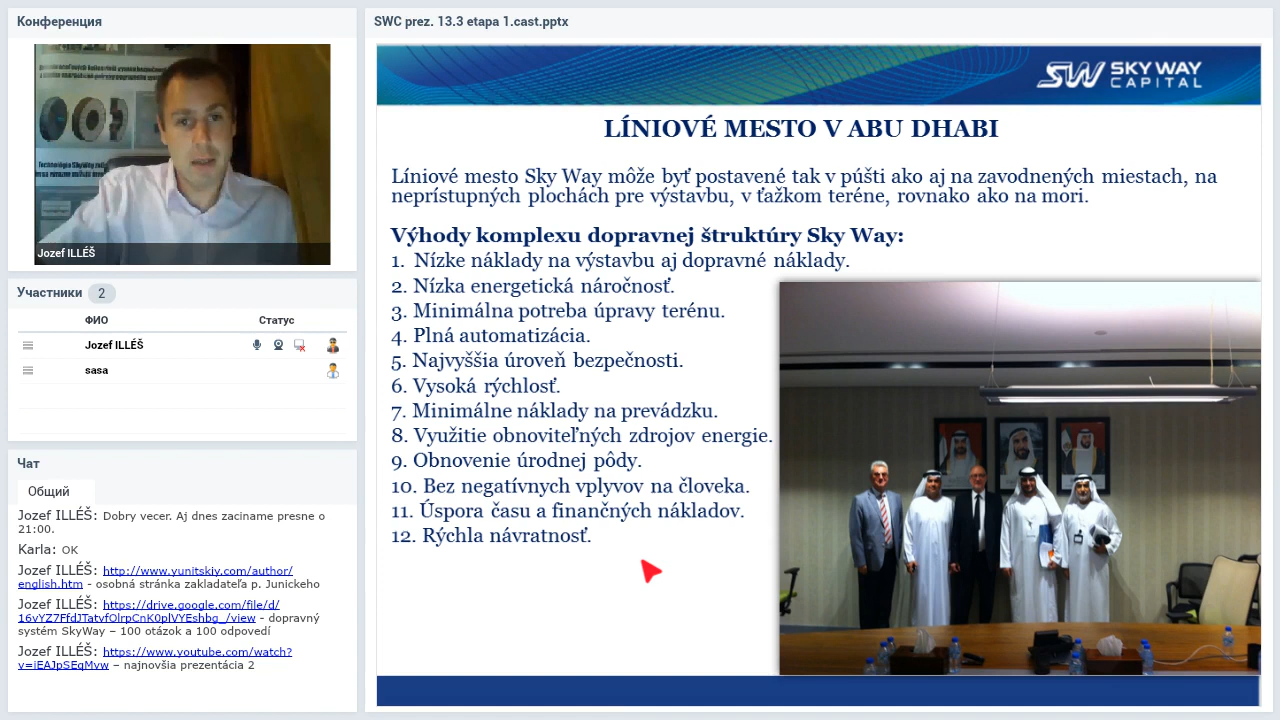 Конференция
Jozef ILLÉŠ
Участники 2
ФИО Статус
Jozef ILLÉŠ
sasa
Чат
Общий
Jozef ILLÉŠ: Dobry vecer. Aj dnes zaciname presne o
21:00.
Karla: OK
Jozef ILLÉŠ: http://www.yunitskiy.com/author/
english.htm - osobná stránka zakladateľa p. Junickeho
Jozef ILLÉŠ: https://drive.google.com/file/d/
16vYZ7FfdJTatvfOlrpCnK0plVYEshbg_/view - dopravný
systém SkyWay – 100 otázok a 100 odpovedí
Jozef ILLÉŠ: https://www.youtube.com/watch?
v=iEAJpSEqMvw – najnovšia prezentácia 2
SWC prez. 13.3 etapa 1.cast.pptx
SW SKY WAY
CAPITAL
LÍNIOVÉ MESTO V ABU DHABI
Líniové mesto Sky Way môže byť postavené tak v púšti ako aj na zavodnených miestach, na
neprístupných plochách pre výstavbu, v ťažkom teréne, rovnako ako na mori.
Výhody komplexu dopravnej štruktúry Sky Way:
1. Nízke náklady na výstavbu aj dopravné náklady.
2. Nízka energetická náročnosť.
3. Minimálna potreba úpravy terénu.
4. Plná automatizácia.
5. Najvyššia úroveň bezpečnosti.
6. Vysoká rýchlosť.
7. Minimálne náklady na prevádzku.
8. Využitie obnoviteľných zdrojov energie.
9. Obnovenie úrodnej pôdy.
10. Bez negatívnych vplyvov na človeka.
11. Úspora času a finančných nákladov.
12. Rýchla návratnosť.